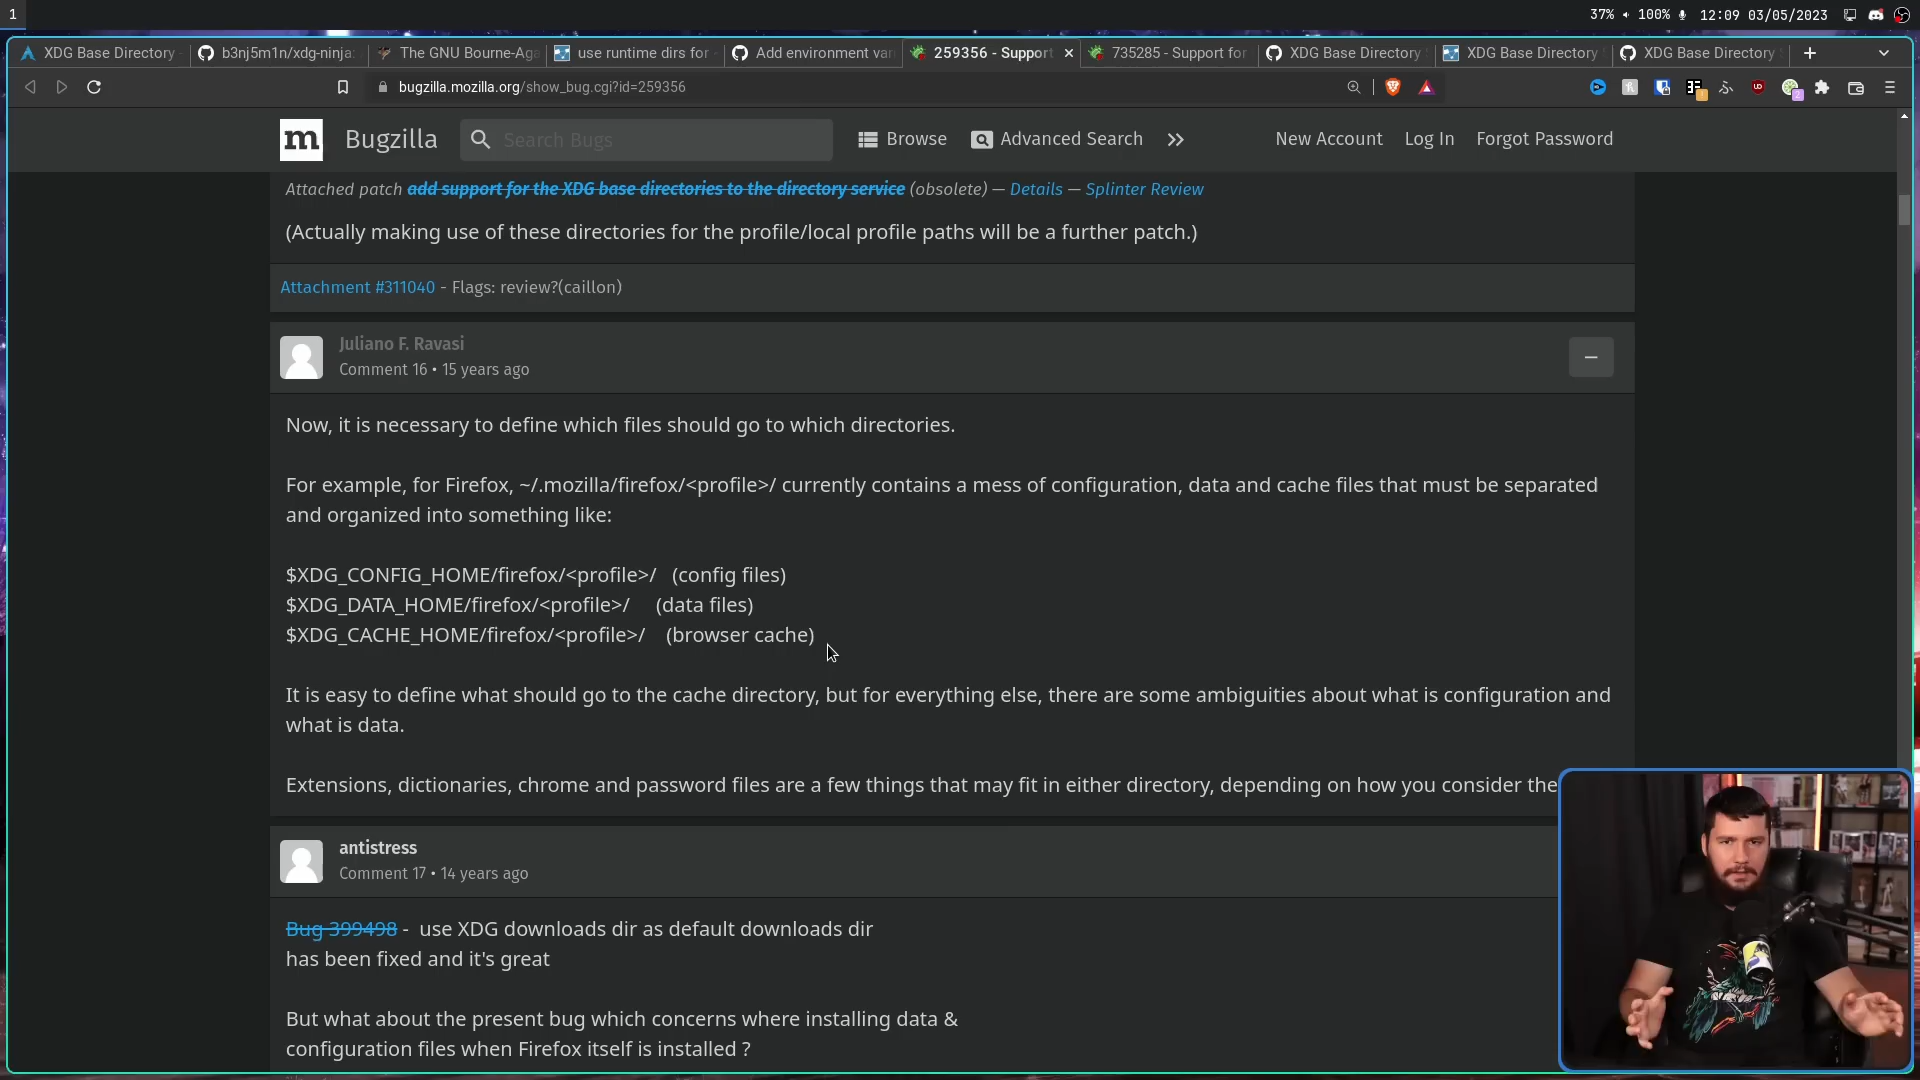 1
37% 100% 12:09 03/05/2023
XDG Base Directory
b3nj5m1n/xdg-ninja:
The GNU Bourne-Aga
use runtime dirs for
Add environment var
259356 - Support
735285 - Support for
XDG Base Directory
XDG Base Directory
XDG Base Directory
bugzilla.mozilla.org/show_bug.cgi?id=259356
m Bugzilla
Search Bugs
Browse
Advanced Search
New Account
Log In
Forgot Password
Attached patch add support for the XDG base directories to the directory service (obsolete) — Details — Splinter Review
(Actually making use of these directories for the profile/local profile paths will be a further patch.)
Attachment #311040 - Flags: review?(caillon)
Juliano F. Ravasi
Comment 16 • 15 years ago
Now, it is necessary to define which files should go to which directories.
For example, for Firefox, ~/.mozilla/firefox/<profile>/ currently contains a mess of configuration, data and cache files that must be separated
and organized into something like:
$XDG_CONFIG_HOME/firefox/<profile>/ (config files)
$XDG_DATA_HOME/firefox/<profile>/ (data files)
$XDG_CACHE_HOME/firefox/<profile>/ (browser cache)
It is easy to define what should go to the cache directory, but for everything else, there are some ambiguities about what is configuration and
what is data.
Extensions, dictionaries, chrome and password files are a few things that may fit in either directory, depending on how you consider the
antistress
Comment 17 • 14 years ago
Bug 399498 - use XDG downloads dir as default downloads dir
has been fixed and it's great
But what about the present bug which concerns where installing data &
configuration files when Firefox itself is installed ?